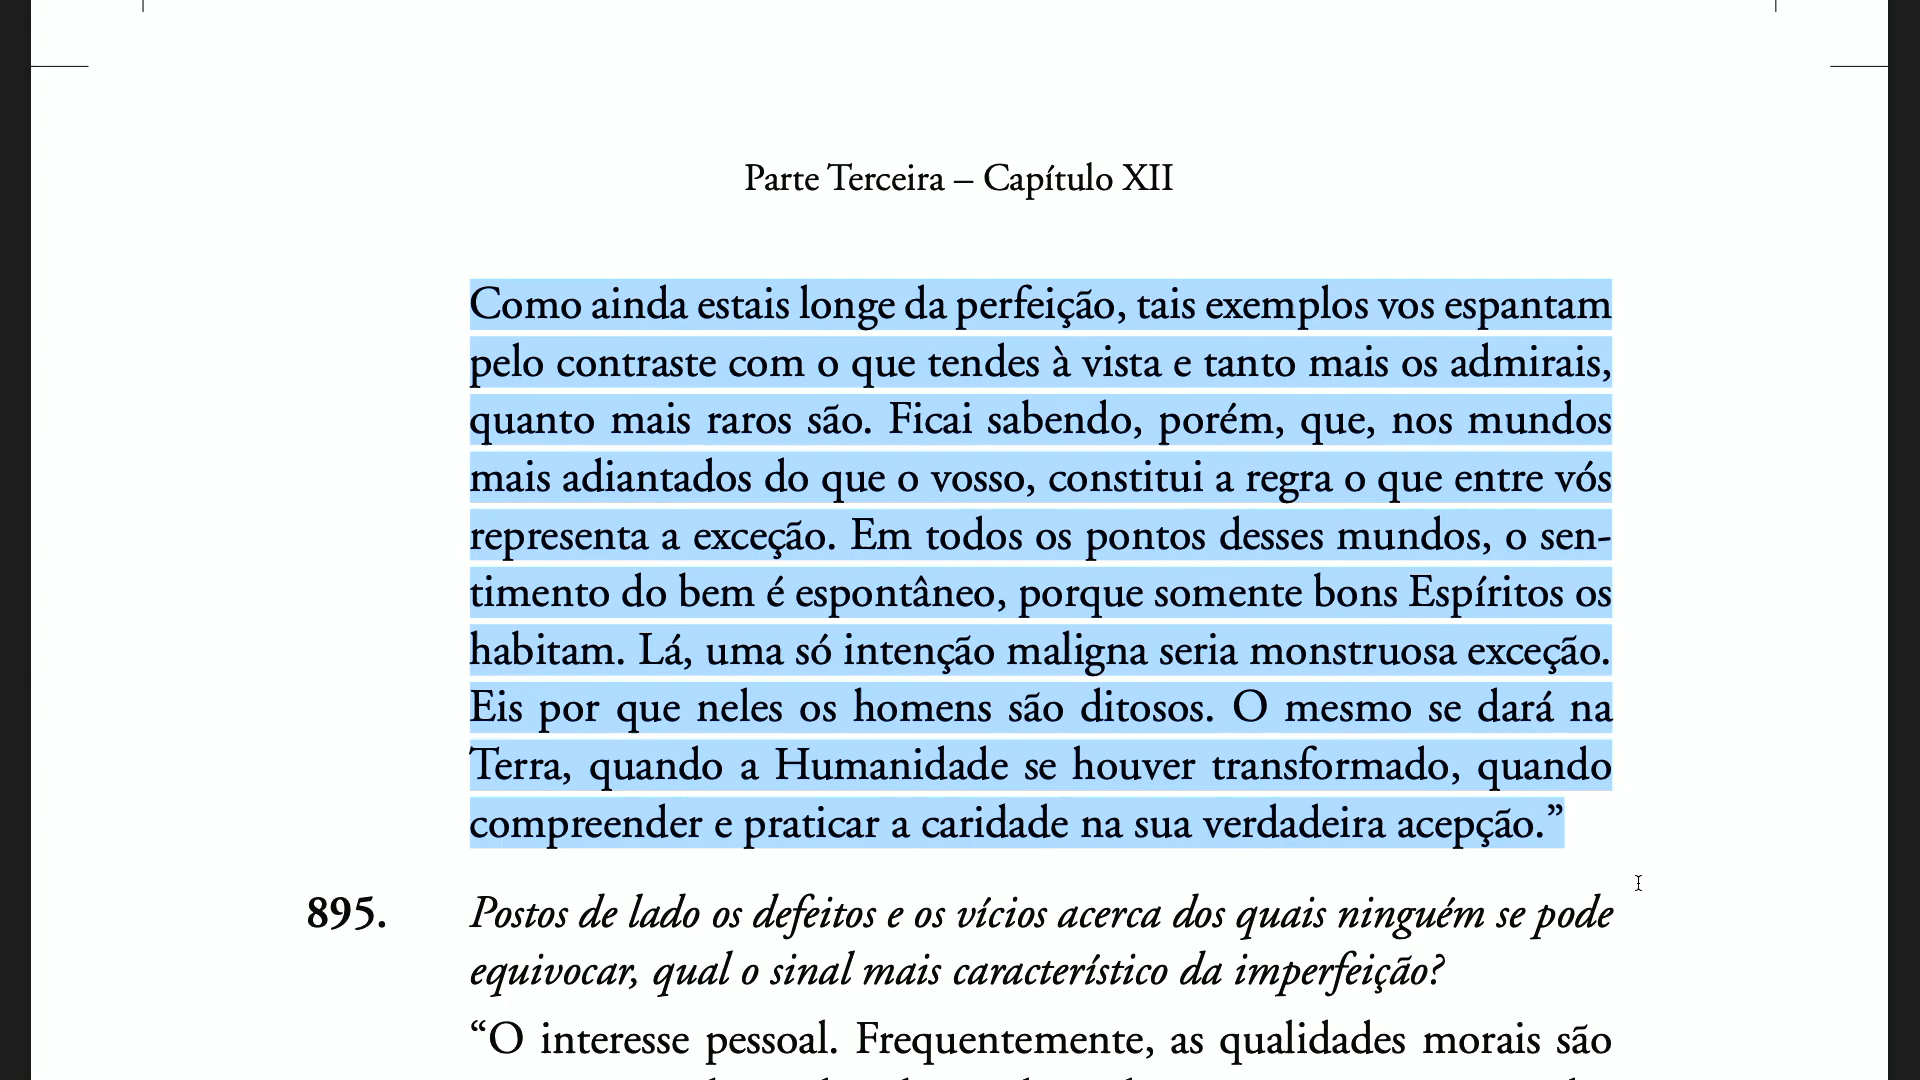 Parte Terceira – Capítulo XII
Como ainda estais longe da perfeição, tais exemplos vos espantam
pelo contraste com o que tendes à vista e tanto mais os admirais,
quanto mais raros são. Ficai sabendo, porém, que, nos mundos
mais adiantados do que o vosso, constitui a regra o que entre vós
representa a exceção. Em todos os pontos desses mundos, o sen-
timento do bem é espontâneo, porque somente bons Espíritos os
habitam. Lá, uma só intenção maligna seria monstruosa exceção.
Eis por que neles os homens são ditosos. O mesmo se dará na
Terra, quando a Humanidade se houver transformado, quando
compreender e praticar a caridade na sua verdadeira acepção.”
895. Postos de lado os defeitos e os vícios acerca dos quais ninguém se pode
equivocar, qual o sinal mais característico da imperfeição?
“O interesse pessoal. Frequentemente, as qualidades morais são